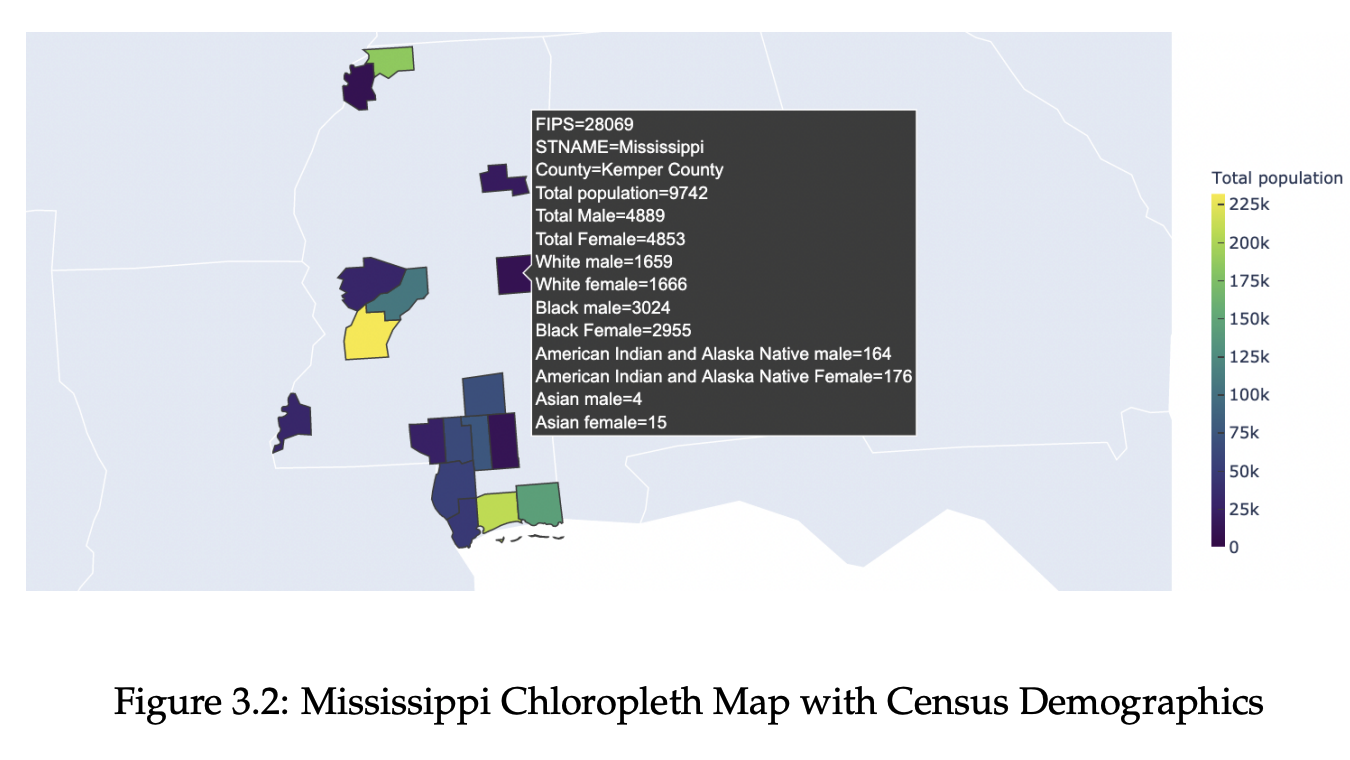 FIPS=28069
STNAME=Mississippi
County=Kemper County
Total population=9742
Total Male=4889
Total Female=4853
White male=1659
White female=1666
Black male=3024
Black Female=2955
American Indian and Alaska Native male=164
American Indian and Alaska Native Female=176
Asian male=4
Asian female=15
Total population
225k
200k
175k
150k
125k
100k
75k
50k
25k
0
Figure 3.2: Mississippi Chloropleth Map with Census Demographics